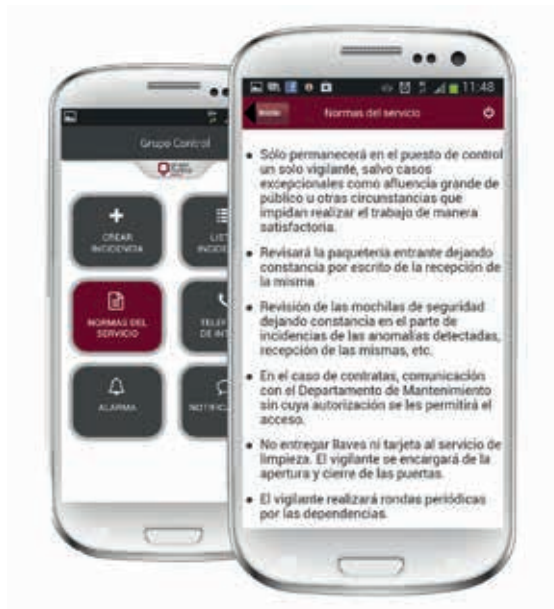 Grupo Control
CREAR
INCIDENCIA
NORMAS DEL
SERVICIO
ALARMA
11:48
Inicio
Normas del servicio
Sólo permanecerá en el puesto de control
un solo vigilante, salvo casos
excepcionales como afluencia grande de
público u otras circunstancias que
impidan realizar el trabajo de manera
satisfactoria.
Revisará la paquetería entrante dejando
constancia por escrito de la recepción de
la misma.
Revisión de las mochilas de seguridad
dejando constancia en el parte de
incidencias de las anomalías detectadas,
recepción de las mismas, etc.
En el caso de contratas, comunicación
con el Departamento de Mantenimiento
sin cuya autorización se les permitirá el
acceso.
No entregar llaves ni tarjeta al servicio de
limpieza. El vigilante se encargará de la
apertura y cierre de las puertas.
El vigilante realizará rondas periódicas
por las dependencias.